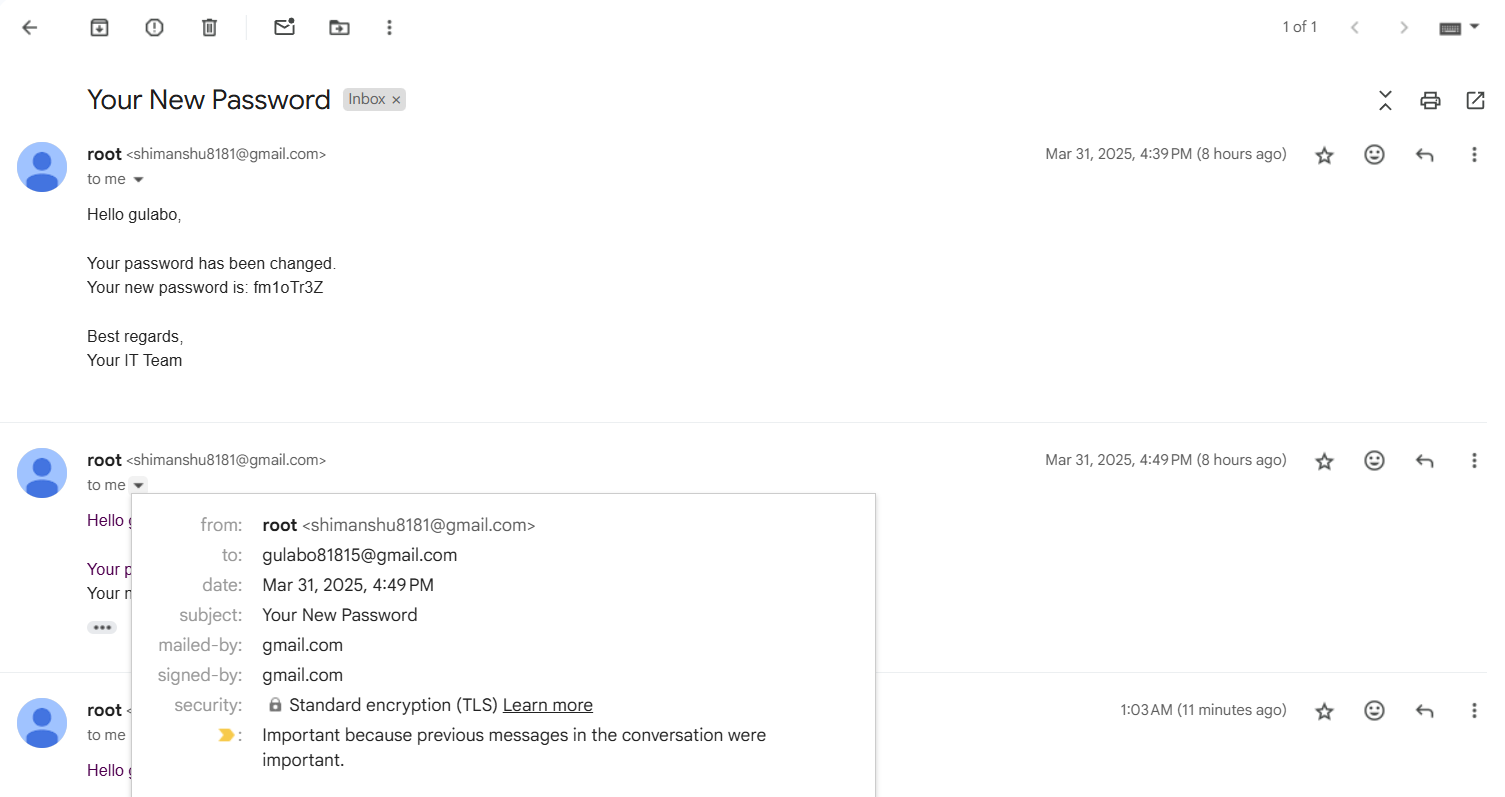 1 of 1
Your New Password Inbox ×
root <shimanshu8181@gmail.com> Mar 31, 2025, 4:39 PM (8 hours ago)
to me
Hello gulabo,
Your password has been changed.
Your new password is: fm1oTr3Z
Best regards,
Your IT Team
root <shimanshu8181@gmail.com> Mar 31, 2025, 4:49 PM (8 hours ago)
to me
Hello
from: root <shimanshu8181@gmail.com>
to: gulabo81815@gmail.com
Your
date: Mar 31, 2025, 4:49 PM
Your
subject: Your New Password
mailed-by: gmail.com
signed-by: gmail.com
security: Standard encryption (TLS) Learn more
: Important because previous messages in the conversation were
important.
root 1:03 AM (11 minutes ago)
to me
Hello